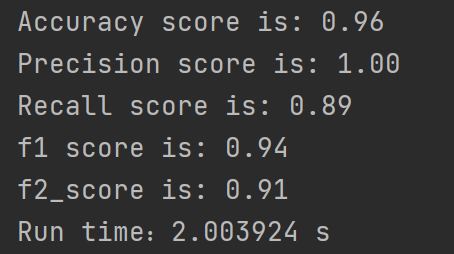 Accuracy score is: 0.96
Precision score is: 1.00
Recall score is: 0.89
f1 score is: 0.94
f2_score is: 0.91
Run time：2.003924 s